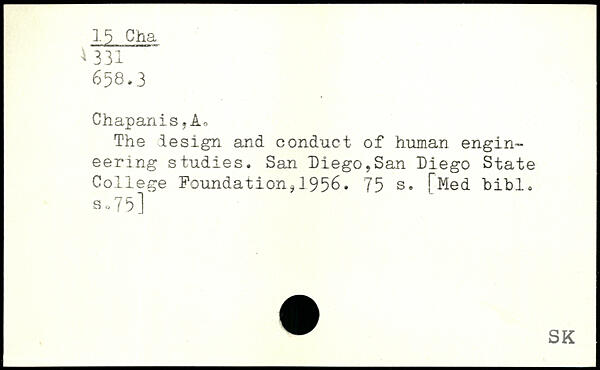 15 Cha
331
658.3
Chapanis,A.
The design and conduct of human engin-
eering studies. San Diego,San Diego State
College Foundation,1956. 75 s. [Med bibl.
s.75]
SK